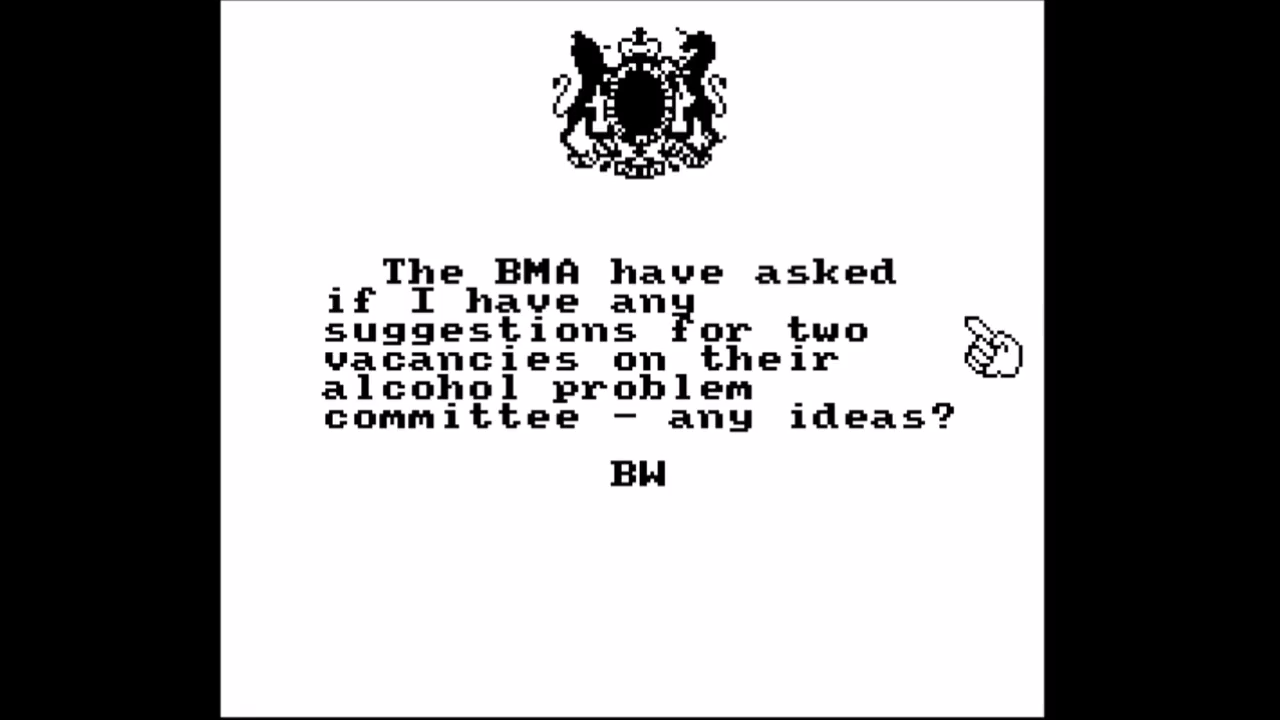 The BMA have asked
if I have any
suggestions for two
vacancies on their
alcohol problem
committee - any ideas?
BW